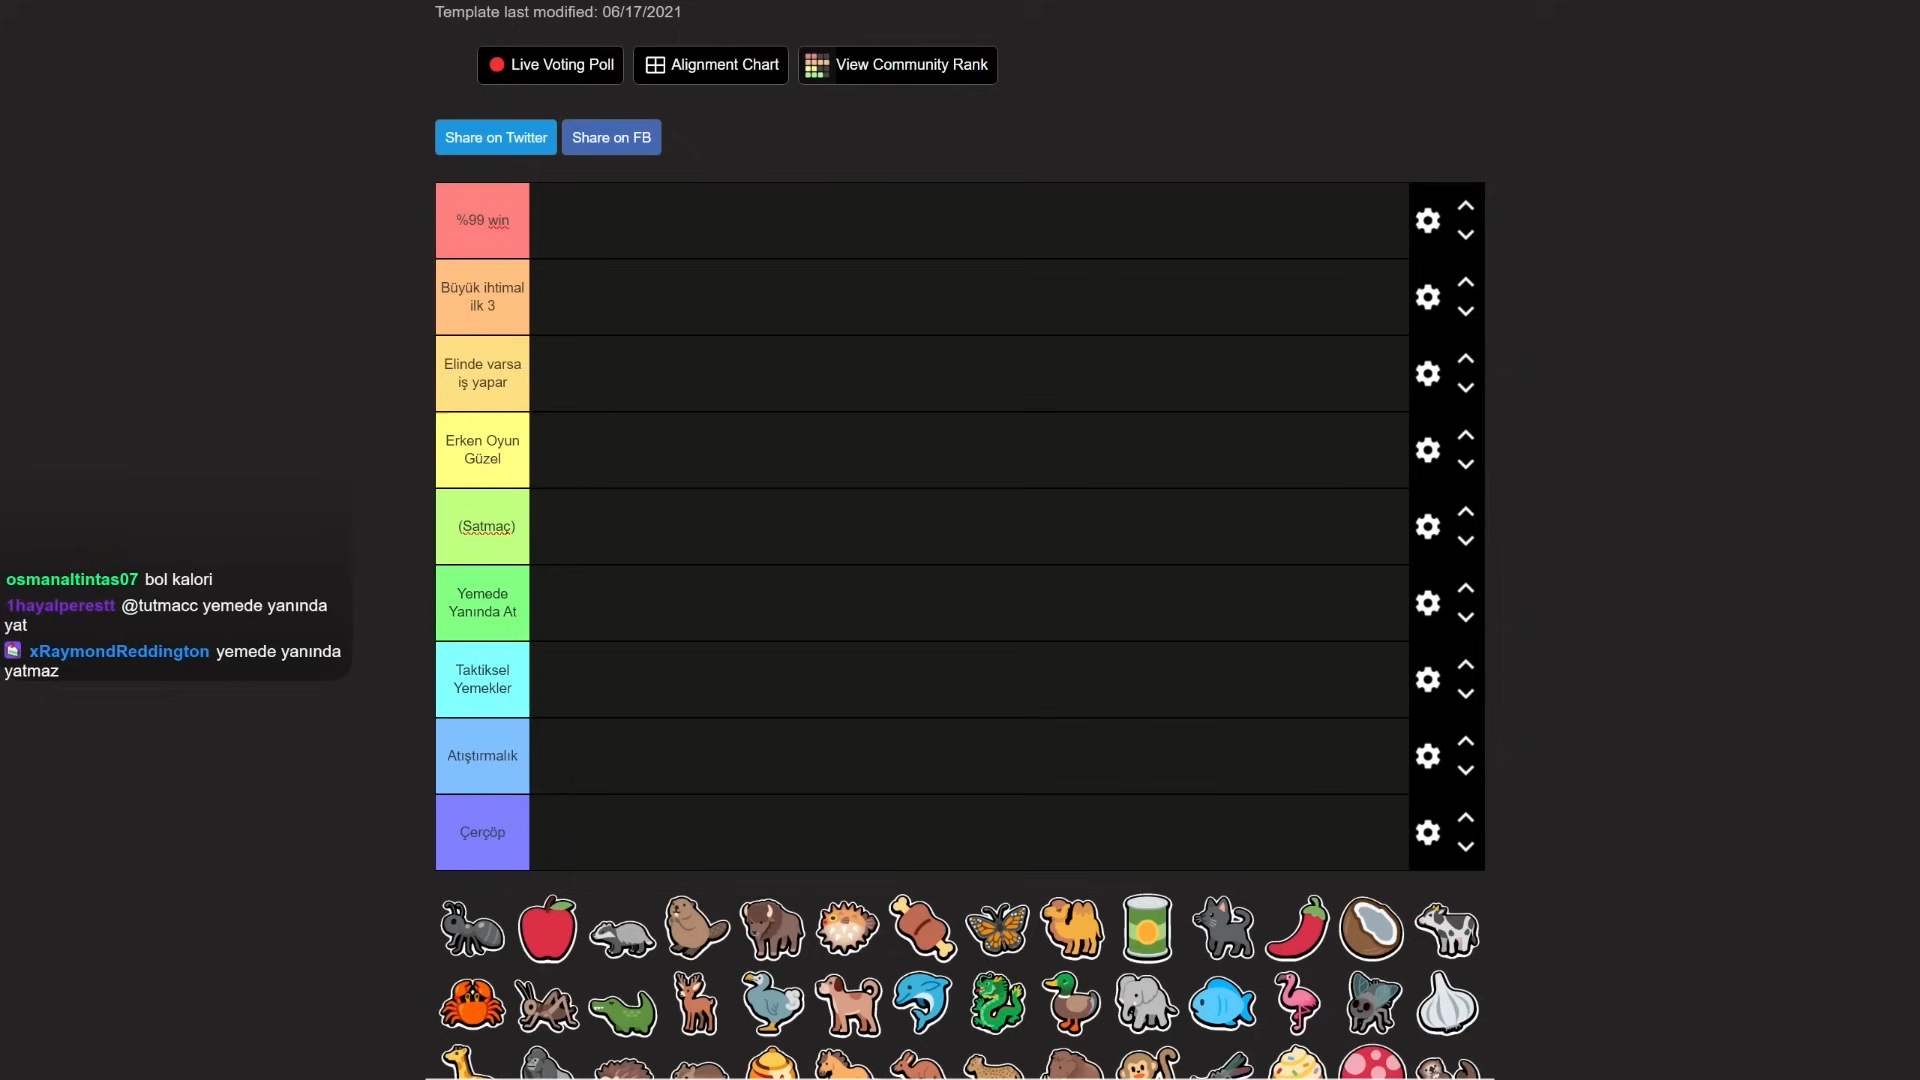 Template last modified: 06/17/2021
Live Voting Poll
Alignment Chart
View Community Rank
Share on Twitter
Share on FB
%99 win
Büyük ihtimal
ilk 3
Elinde varsa
iş yapar
Erken Oyun
Güzel
(Satmaç)
Yemede
Yanında At
Taktiksel
Yemekler
Atıştırmalık
Çerçöp
osmanaltintas07 bol kalori
1hayalperestt @tutmacc yemede yanında
yat
xRaymondReddington yemede yanında
yatmaz